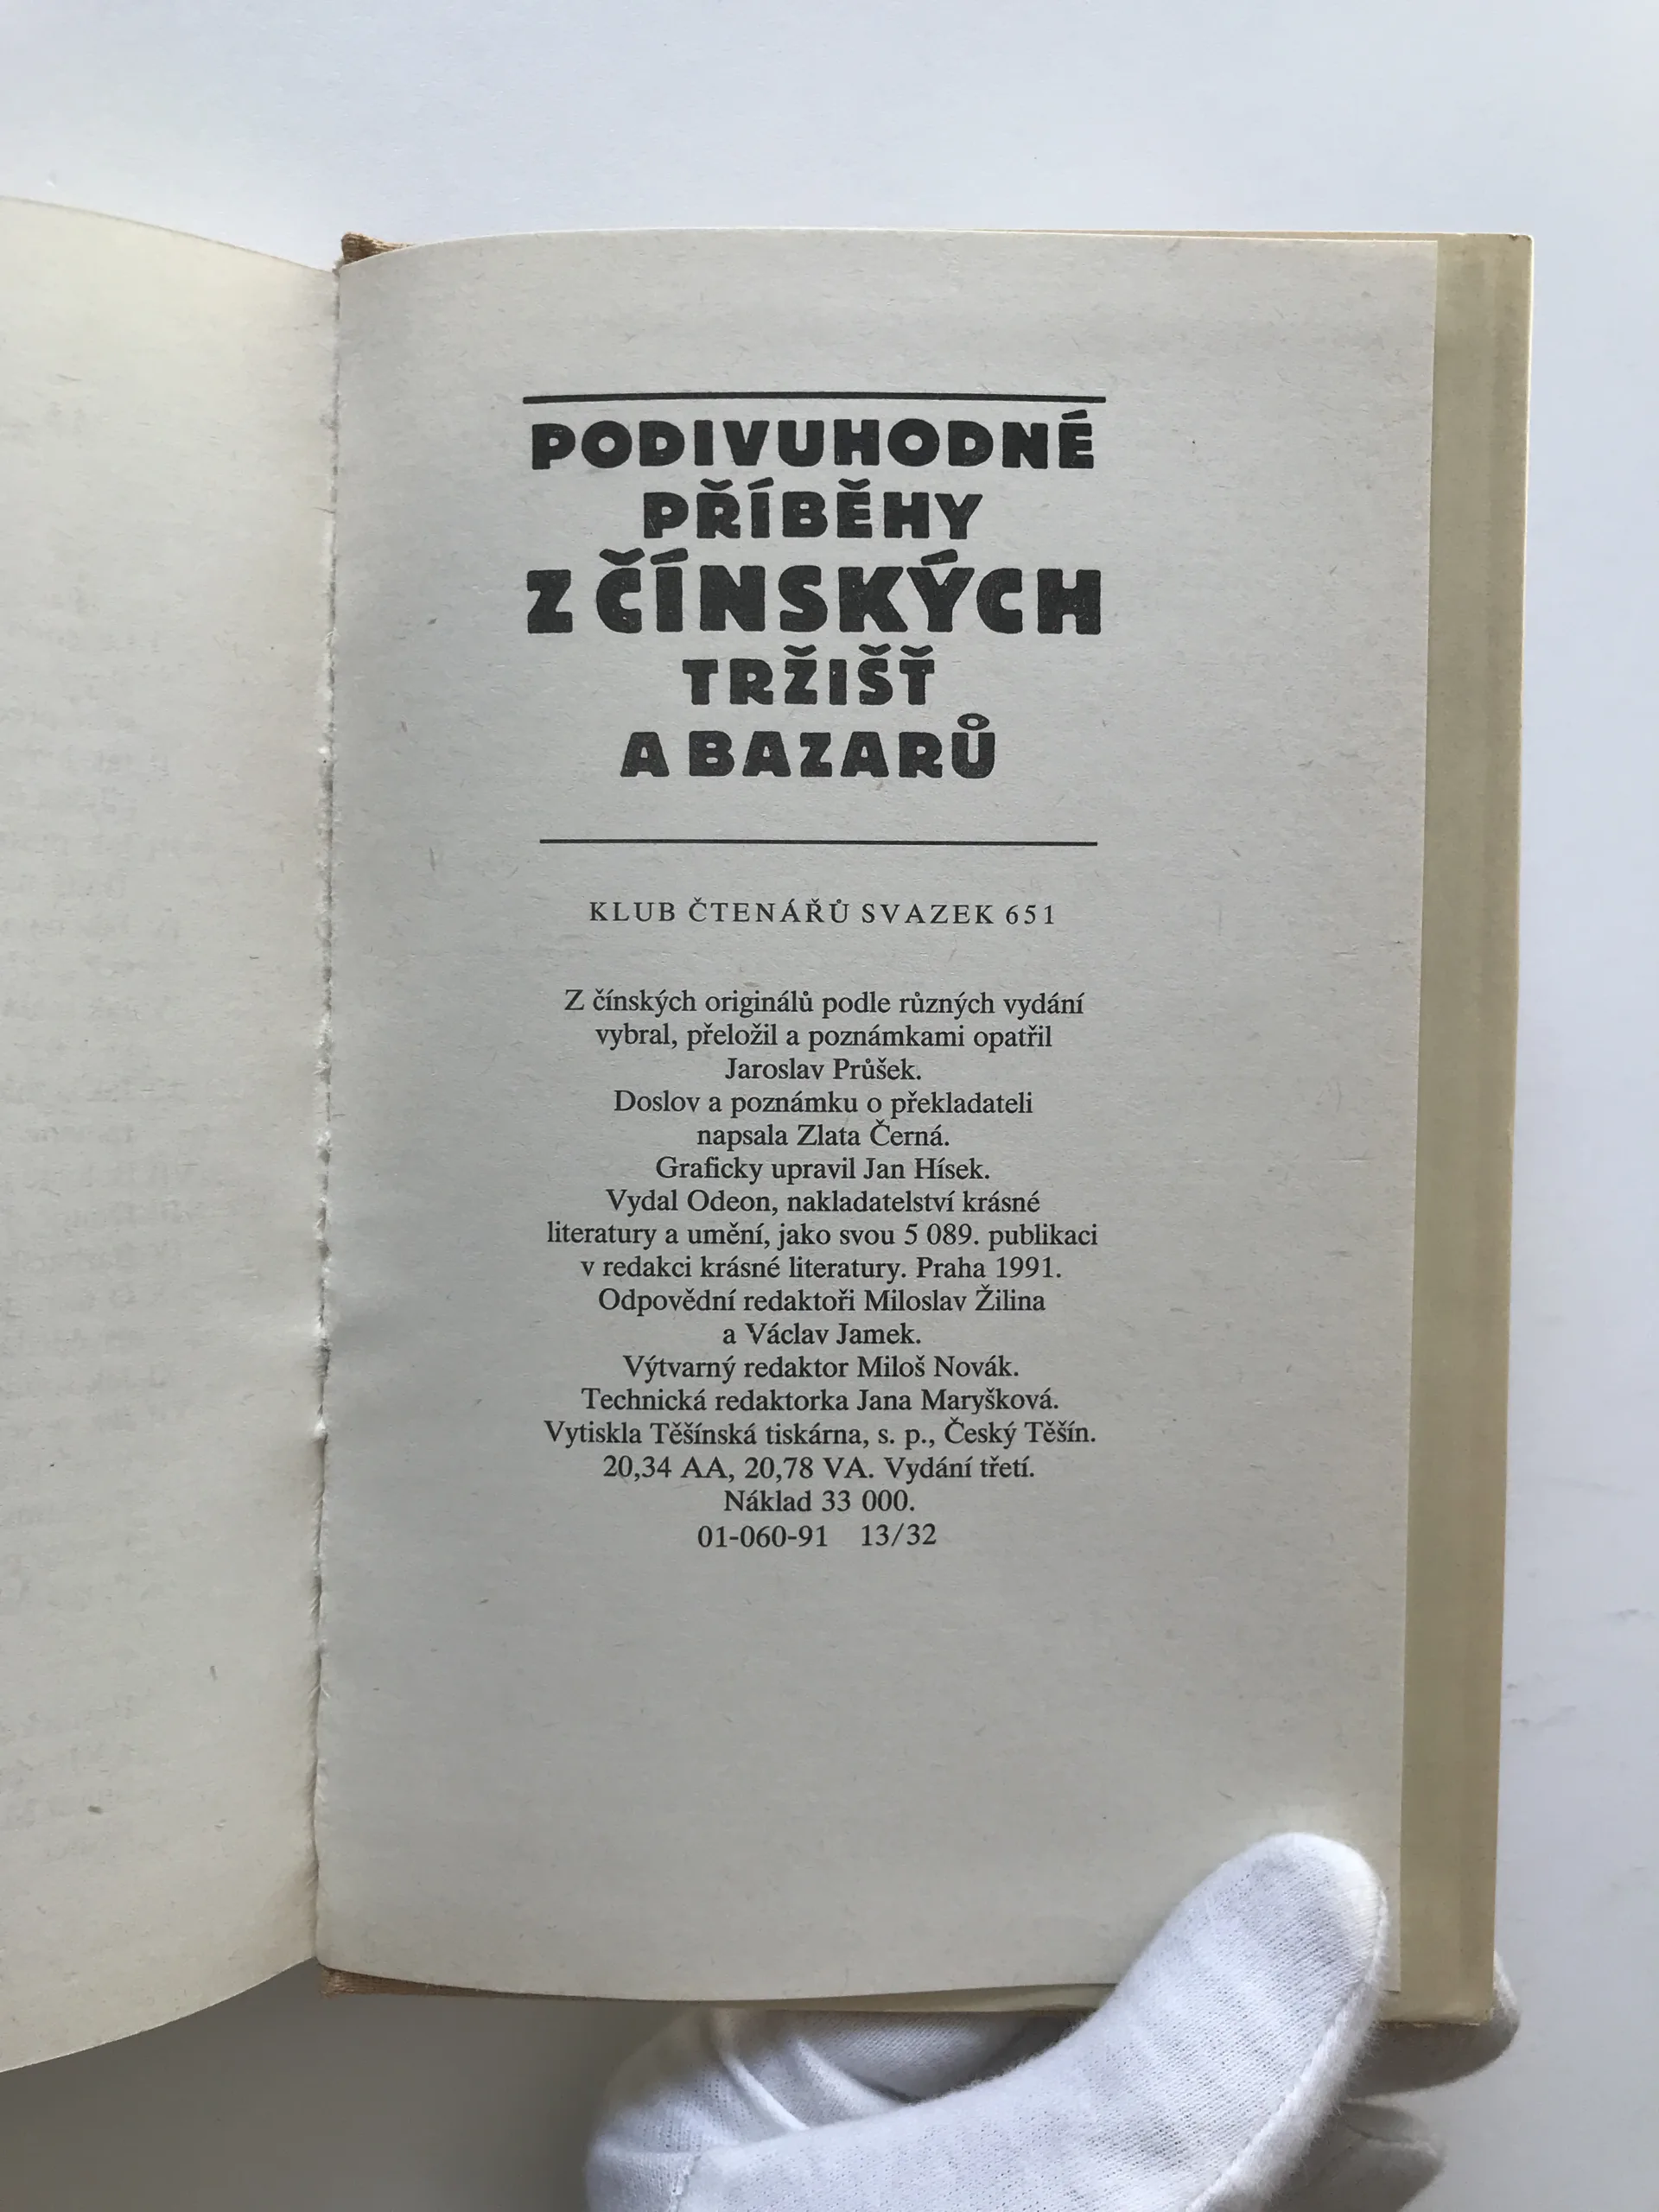 PODIVUHODNÉ
PŘÍBĚHY
Z ČÍNSKÝCH
TRŽIŠŤ
A BAZARŮ
KLUB ČTENÁŘŮ SVAZEK 651
Z čínských originálů podle různých vydání
vybral, přeložil a poznámkami opatřil
Jaroslav Průšek.
Doslov a poznámku o překladateli
napsala Zlata Černá.
Graficky upravil Jan Hísek.
Vydal Odeon, nakladatelství krásné
literatury a umění, jako svou 5 089. publikaci
v redakci krásné literatury. Praha 1991.
Odpovědní redaktoři Miloslav Žilina
a Václav Jamek.
Výtvarný redaktor Miloš Novák.
Technická redaktorka Jana Maryšková.
Vytiskla Těšínská tiskárna, s. p., Český Těšín.
20,34 AA, 20,78 VA. Vydání třetí.
Náklad 33 000.
01-060-91 13/32